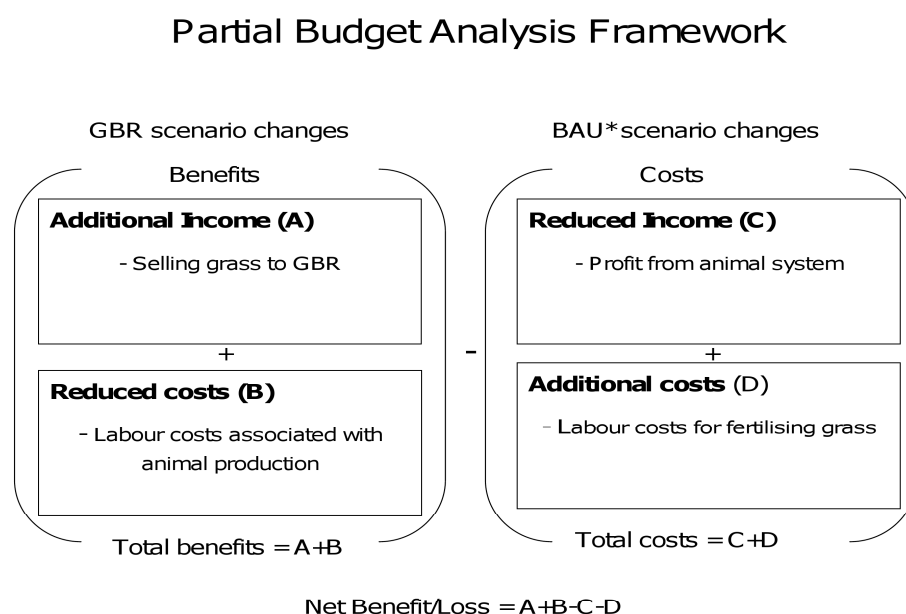 Partial Budget Analysis Framework
GBR scenario changes
Benefits
Additional Income (A)
- Selling grass to GBR
+
Reduced costs (B)
- Labour costs associated with
animal production
Total benefits = A+B
-
BAU* scenario changes
Costs
Reduced Income (C)
- Profit from animal system
+
Additional costs (D)
- Labour costs for fertilising grass
Total costs = C+D
Net Benefit/Loss = A+B-C-D